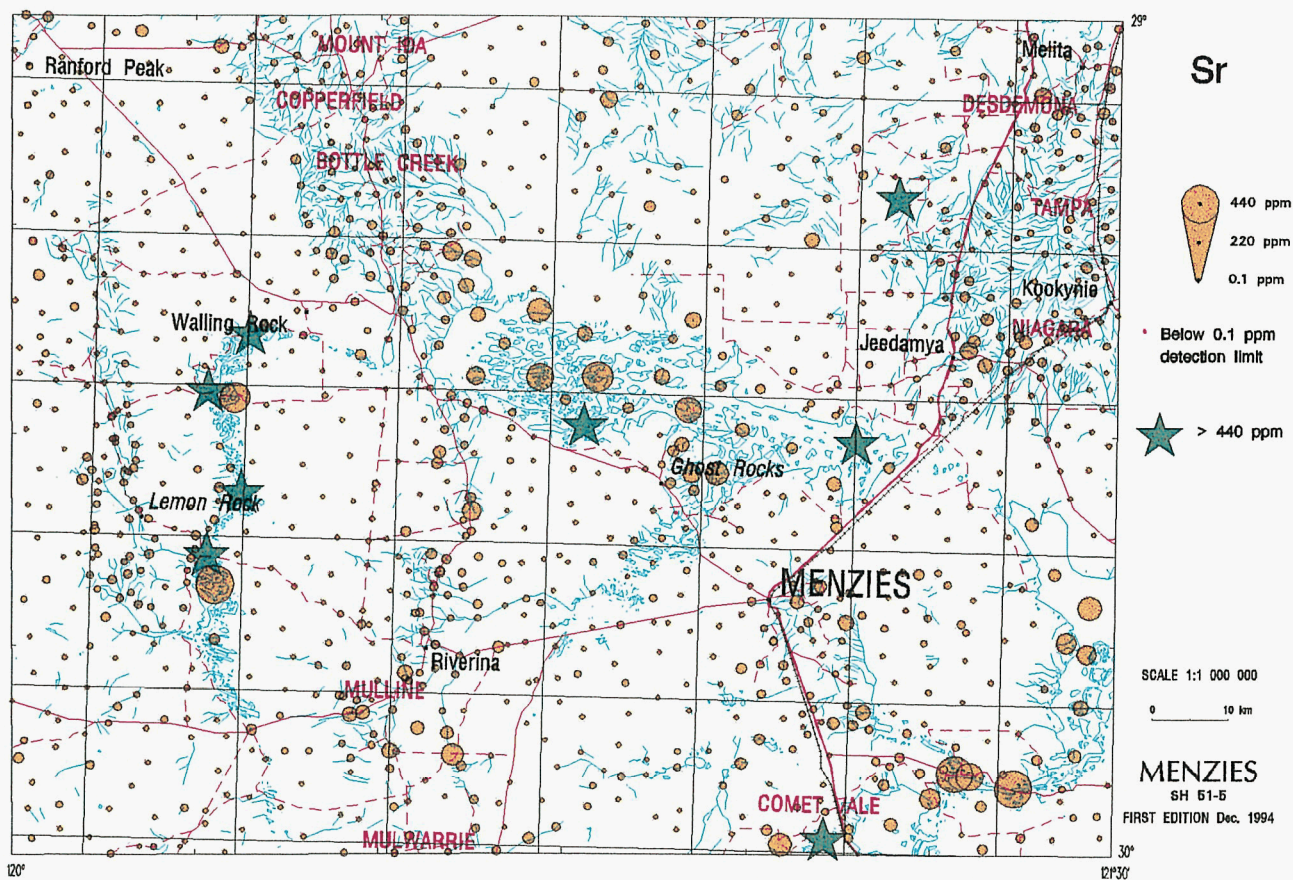 29°
MOUNT IDA
Melita
Ranford Peak
Sr
COPPERFIELD
DESDEMONA
BOTTLE CREEK
440 ppm
TAMPA
220 ppm
0.1 ppm
Kookynie
Walling Rock
NIAGARA
Jeedamya
Below 0.1 ppm
detection limit
> 440 ppm
Ghost Rocks
Lemon Rock
MENZIES
Riverina
SCALE 1:1 000 000
MULLINE
0 10 km
MENZIES
SH 51-5
COMET VALE
FIRST EDITION Dec. 1994
MULWARRIE
30°
120°
121°30'